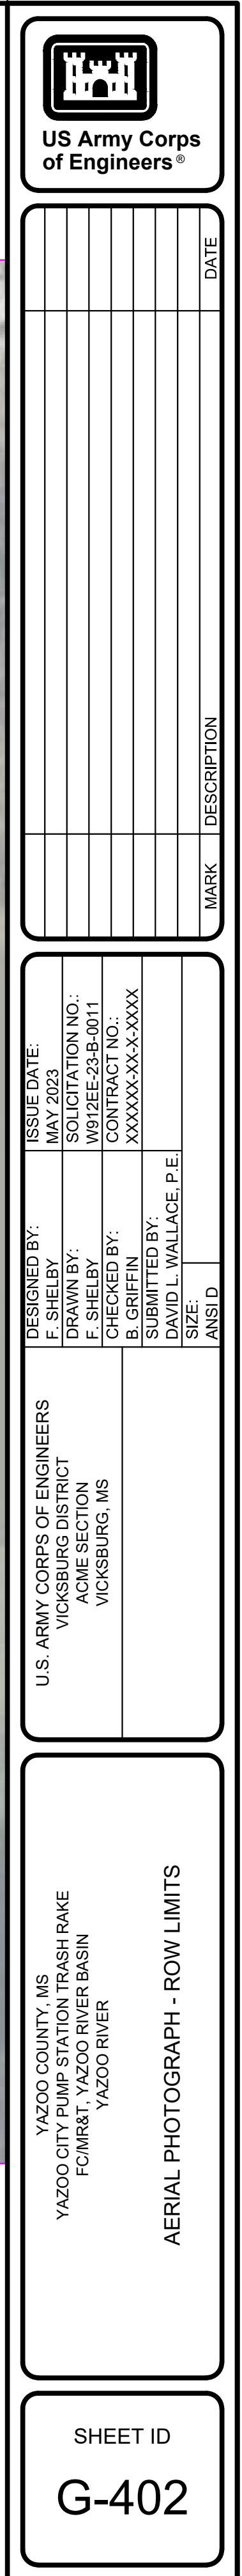 US Army Corps
of Engineers ®
MARK DESCRIPTION DATE
DESIGNED BY:
F. SHELBY
ISSUE DATE:
MAY 2023
DRAWN BY:
F. SHELBY
SOLICITATION NO.:
W912EE-23-B-0011
CHECKED BY:
B. GRIFFIN
CONTRACT NO.:
XXXXXX-XX-X-XXXX
SUBMITTED BY:
DAVID L. WALLACE, P.E.
SIZE:
ANSI D
U.S. ARMY CORPS OF ENGINEERS
VICKSBURG DISTRICT
ACME SECTION
VICKSBURG, MS
YAZOO COUNTY, MS
YAZOO CITY PUMP STATION TRASH RAKE
FC/MR&T, YAZOO RIVER BASIN
YAZOO RIVER
AERIAL PHOTOGRAPH - ROW LIMITS
SHEET ID
G-402